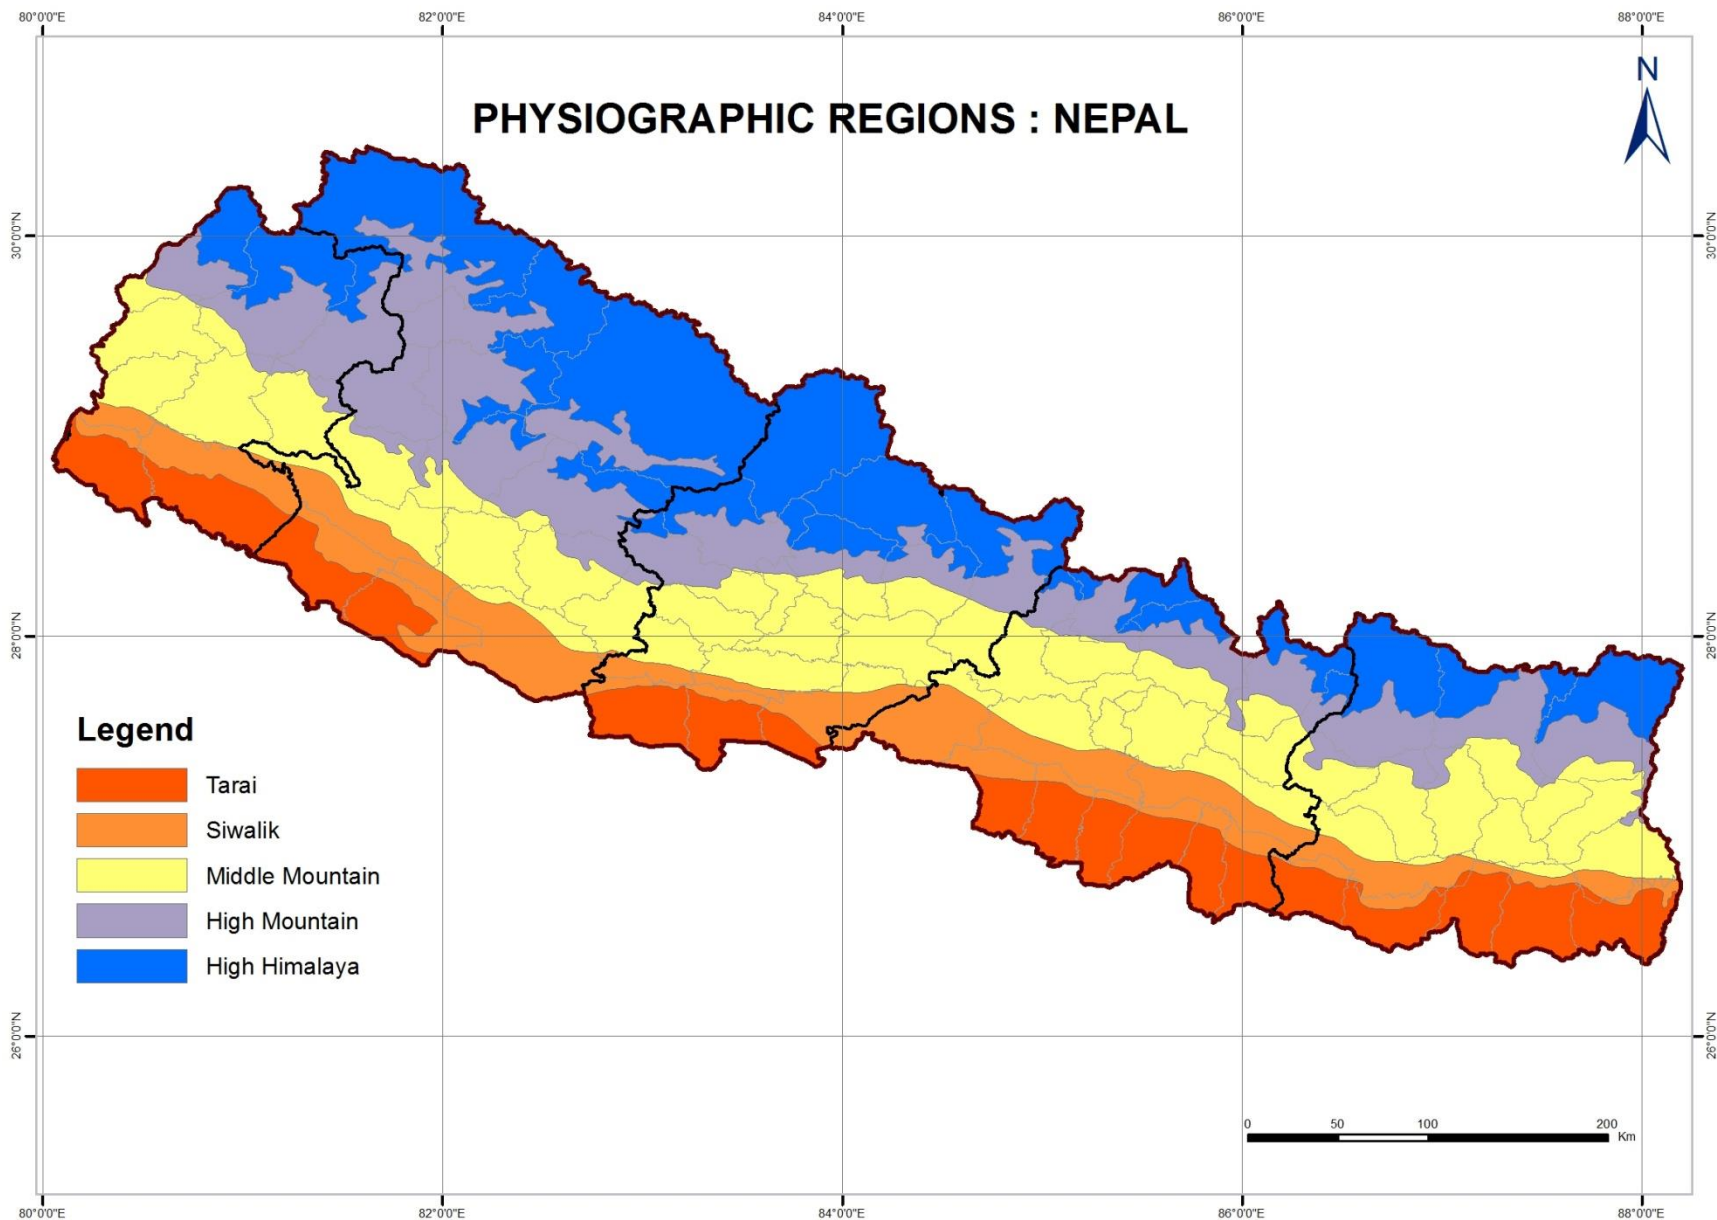 80°0'0"E 82°0'0"E 84°0'0"E 86°0'0"E 88°0'0"E
N
PHYSIOGRAPHIC REGIONS : NEPAL
30°0'0"N 30°0'0"N
28°0'0"N 28°0'0"N
Legend
Tarai
Siwalik
Middle Mountain
High Mountain
High Himalaya
26°0'0"N 26°0'0"N
0 50 100 200
Km
80°0'0"E 82°0'0"E 84°0'0"E 86°0'0"E 88°0'0"E